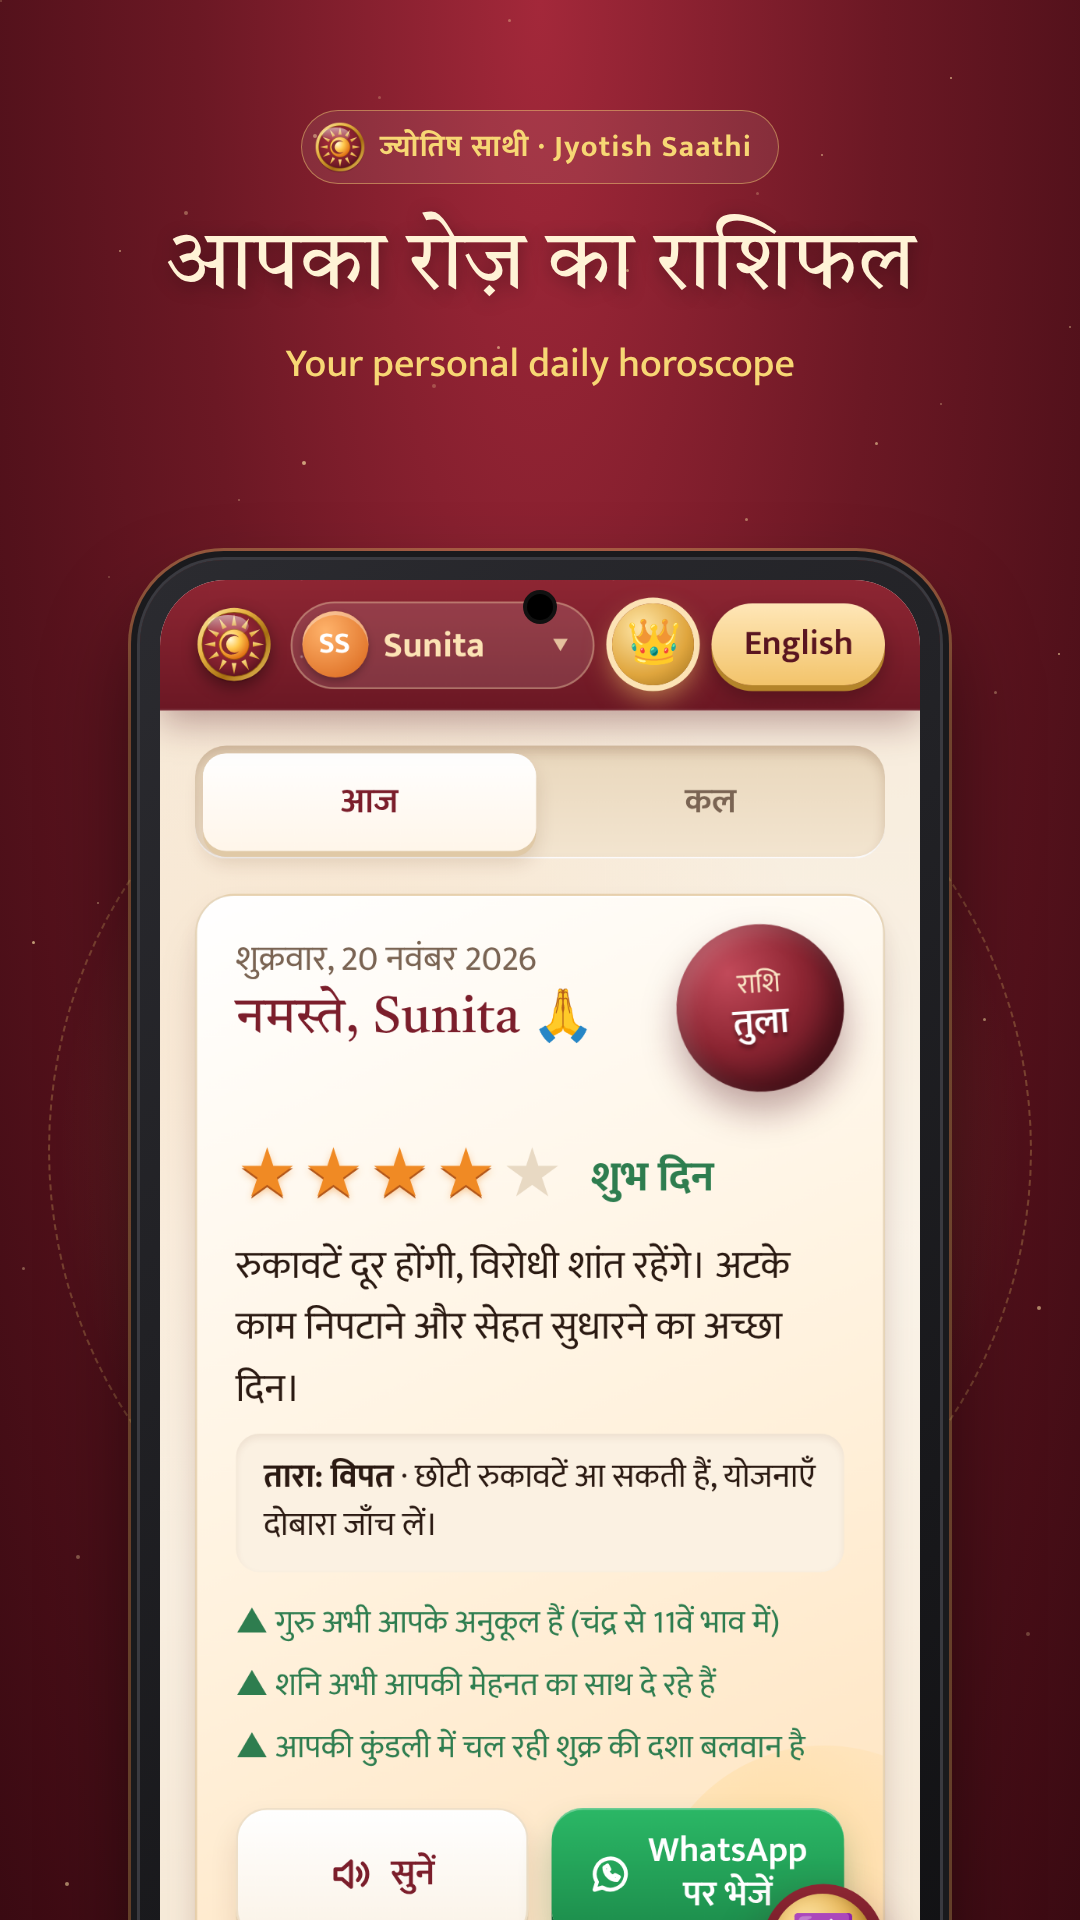 ज्योतिष साथी · Jyotish Saathi
आपका रोज़ का राशिफल
Your personal daily horoscope
SS Sunita ▼ English
आज कल
शुक्रवार, 20 नवंबर 2026
नमस्ते, Sunita 🙏
राशि
तुला
शुभ दिन
रुकावटें दूर होंगी, विरोधी शांत रहेंगे। अटके
काम निपटाने और सेहत सुधारने का अच्छा
दिन।
तारा: विपत · छोटी रुकावटें आ सकती हैं, योजनाएँ
दोबारा जाँच लें।
▲ गुरु अभी आपके अनुकूल हैं (चंद्र से 11वें भाव में)
▲ शनि अभी आपकी मेहनत का साथ दे रहे हैं
▲ आपकी कुंडली में चल रही शुक्र की दशा बलवान है
सुनें
WhatsApp
पर भेजें